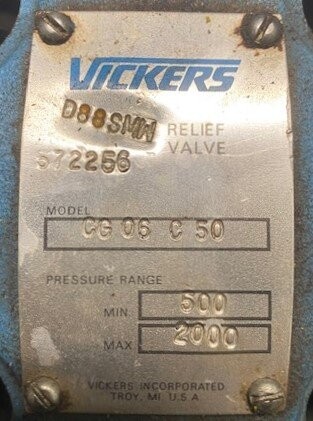 VICKERS
D88SMW
RELIEF
VALVE
572256
MODEL
CG 06 C 50
PRESSURE RANGE
MIN 500
MAX 2000
VICKERS INCORPORATED
TROY, MI U.S.A